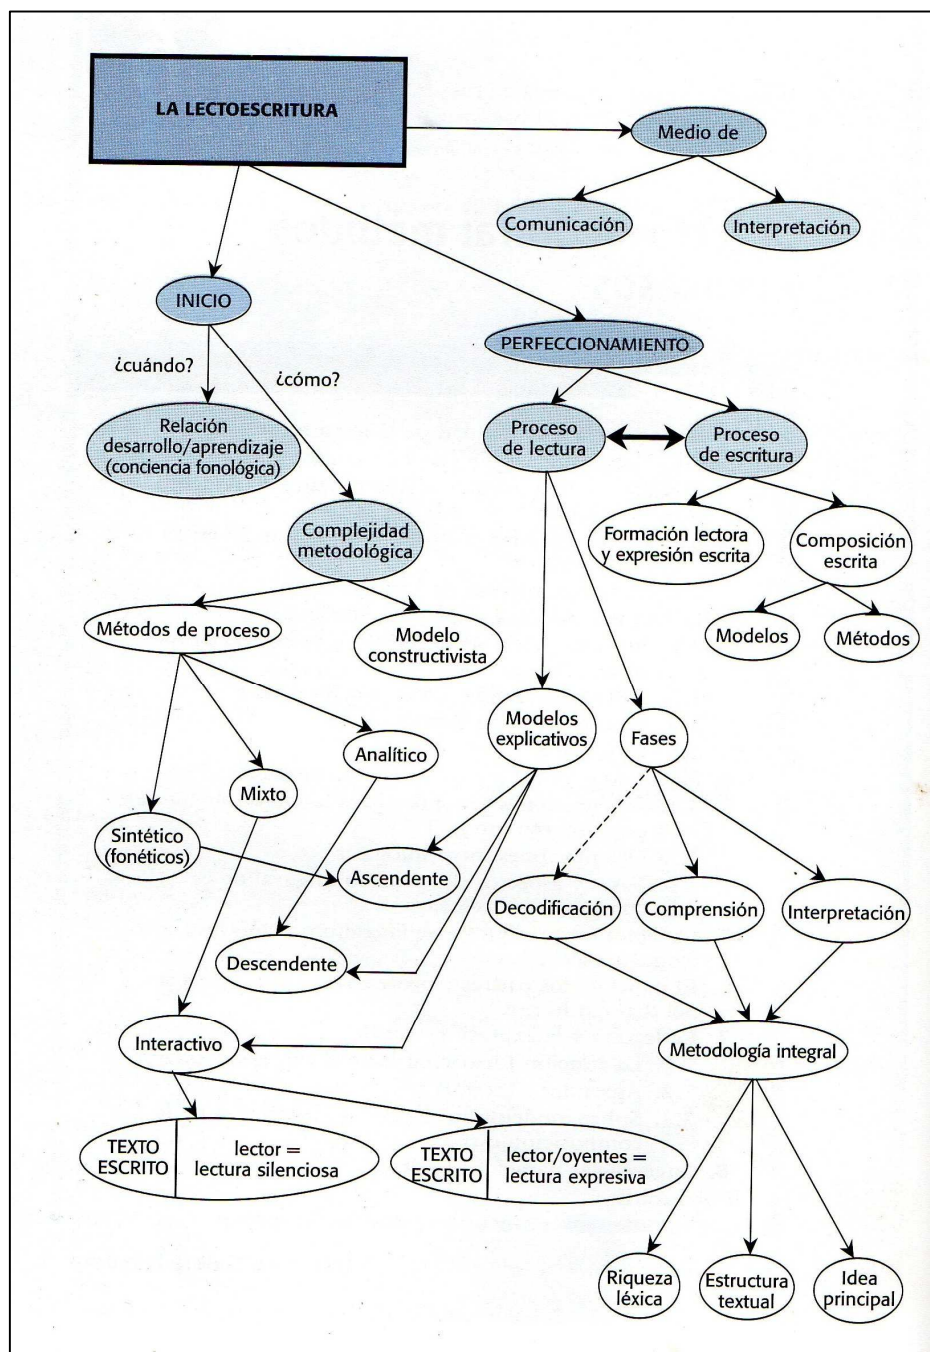 LA LECTOESCRITURA
Medio de
Comunicación
Interpretación
INICIO
PERFECCIONAMIENTO
¿cuándo?
¿cómo?
Relación
desarrollo/aprendizaje
(conciencia fonológica)
Proceso
de lectura
Proceso
de escritura
Complejidad
metodológica
Formación lectora
y expresión escrita
Composición
escrita
Métodos de proceso
Modelo
constructivista
Modelos
Métodos
Modelos
explicativos
Fases
Analítico
Mixto
Sintético
(fonéticos)
Ascendente
Decodificación
Comprensión
Interpretación
Descendente
Interactivo
Metodología integral
TEXTO
ESCRITO
lector =
lectura silenciosa
TEXTO
ESCRITO
lector/oyentes =
lectura expresiva
Riqueza
léxica
Estructura
textual
Idea
principal